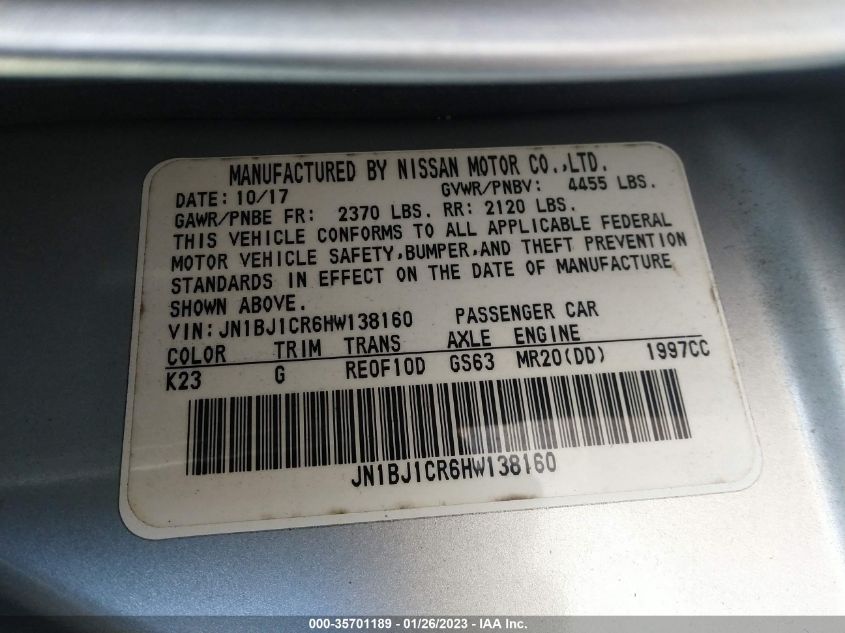 MANUFACTURED BY NISSAN MOTOR CO.,LTD.
DATE: 10/17 GVWR/PNBV: 4455 LBS.
GAWR/PNBE FR: 2370 LBS. RR: 2120 LBS.
THIS VEHICLE CONFORMS TO ALL APPLICABLE FEDERAL
MOTOR VEHICLE SAFETY,BUMPER,AND THEFT PREVENTION
STANDARDS IN EFFECT ON THE DATE OF MANUFACTURE
SHOWN ABOVE.
VIN: JN1BJ1CR6HW138160 PASSENGER CAR
COLOR TRIM TRANS AXLE ENGINE
K23 G RE0F10D GS63 MR20(DD) 1997CC
JN1BJ1CR6HW138160
000-35701189 - 01/26/2023 - IAA Inc.